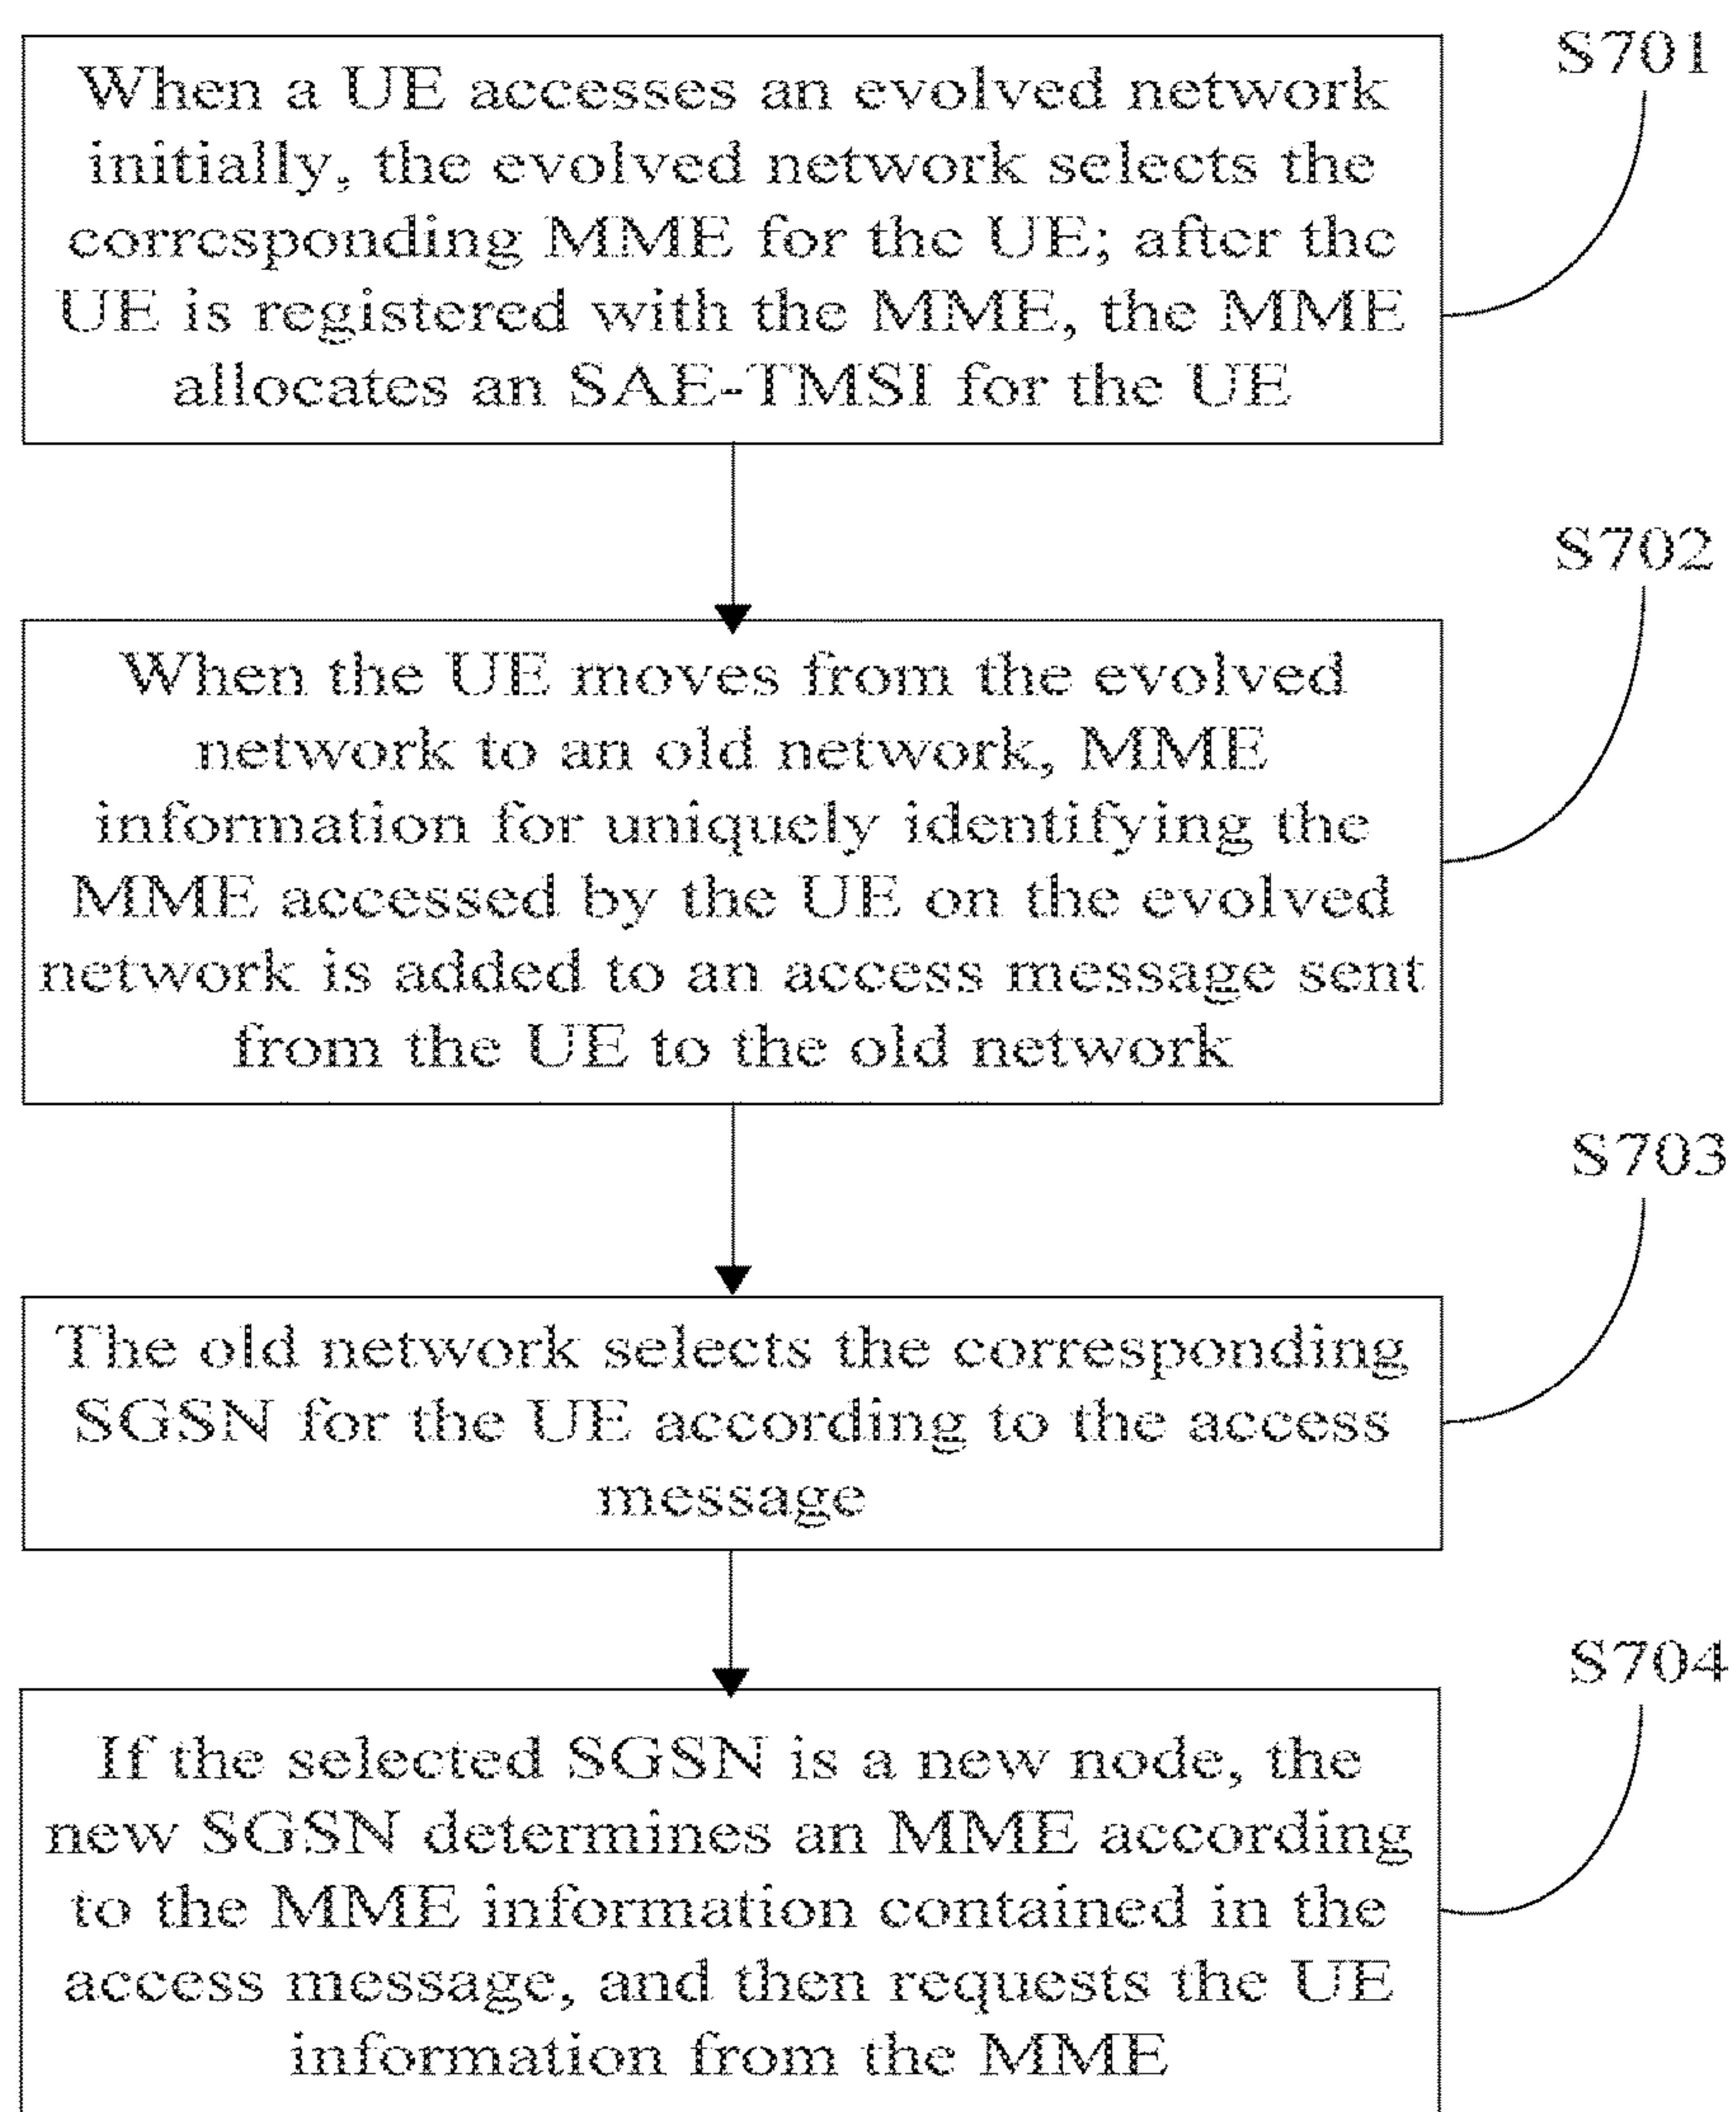 S701
When a UE accesses an evolved network
initially, the evolved network selects the
corresponding MME for the UE; after the
UE is registered with the MME, the MME
allocates an SAE-TMSI for the UE
S702
When the UE moves from the evolved
network to an old network, MME
information for uniquely identifying the
MME accessed by the UE on the evolved
network is added to an access message sent
from the UE to the old network
S703
The old network selects the corresponding
SGSN for the UE according to the access
message
S704
If the selected SGSN is a new node, the
new SGSN determines an MME according
to the MME information contained in the
access message, and then requests the UE
information from the MME